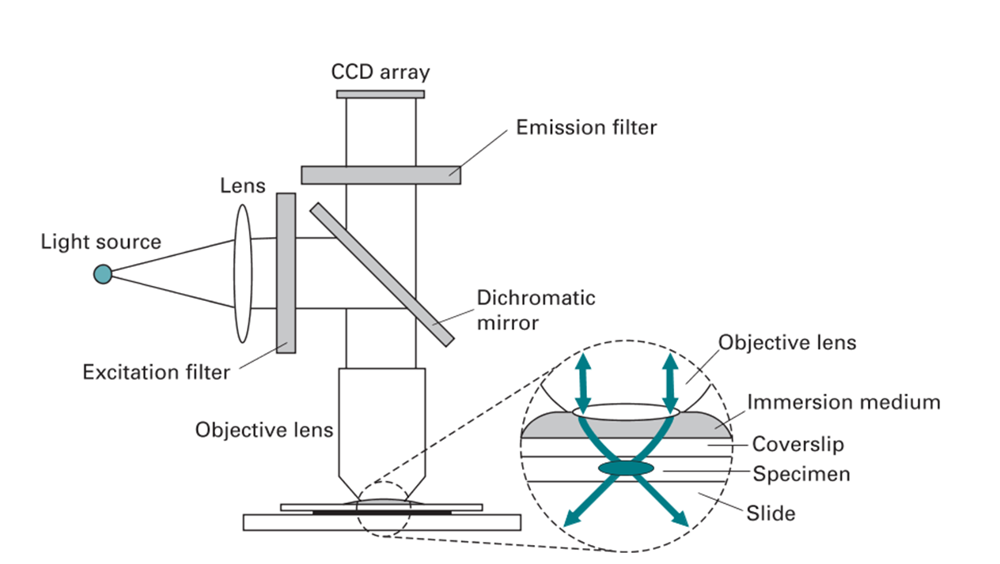 CCD array
Emission filter
Lens
Light source
Dichromatic
mirror
Excitation filter
Objective lens
Objective lens
Immersion medium
Coverslip
Specimen
Slide